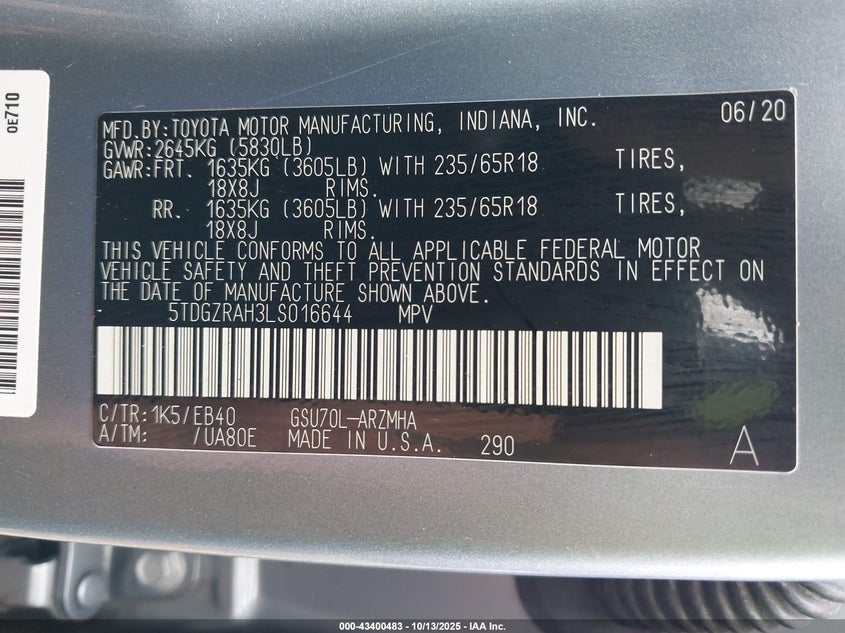 0E710
MFD.BY:TOYOTA MOTOR MANUFACTURING, INDIANA, INC. 06/20
GVWR:2645KG (5830LB)
GAWR:FRT. 1635KG (3605LB) WITH 235/65R18 TIRES,
18X8J RIMS.
RR. 1635KG (3605LB) WITH 235/65R18 TIRES,
18X8J RIMS.
THIS VEHICLE CONFORMS TO ALL APPLICABLE FEDERAL MOTOR
VEHICLE SAFETY AND THEFT PREVENTION STANDARDS IN EFFECT ON
THE DATE OF MANUFACTURE SHOWN ABOVE.
5TDGZRAH3LS016644 MPV
C/TR:1K5/EB40 GSU70L-ARZMHA
A/TM: /UA80E MADE IN U.S.A. 290 A
000-43400483 - 10/13/2025 - IAA Inc.